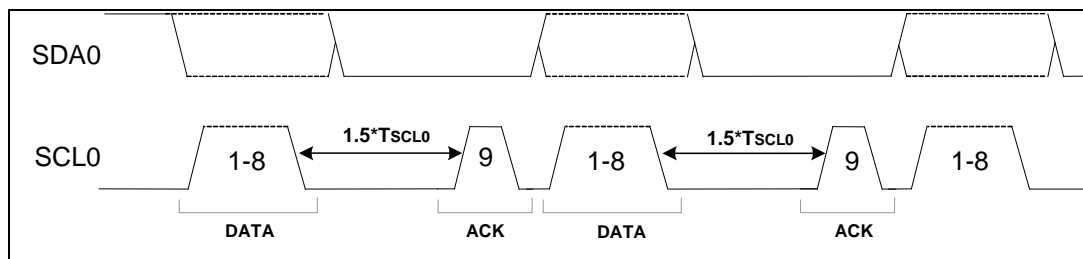 SDA0
1.5*TSCL0 1.5*TSCL0
SCL0 1-8 9 1-8 9 1-8
DATA ACK DATA ACK